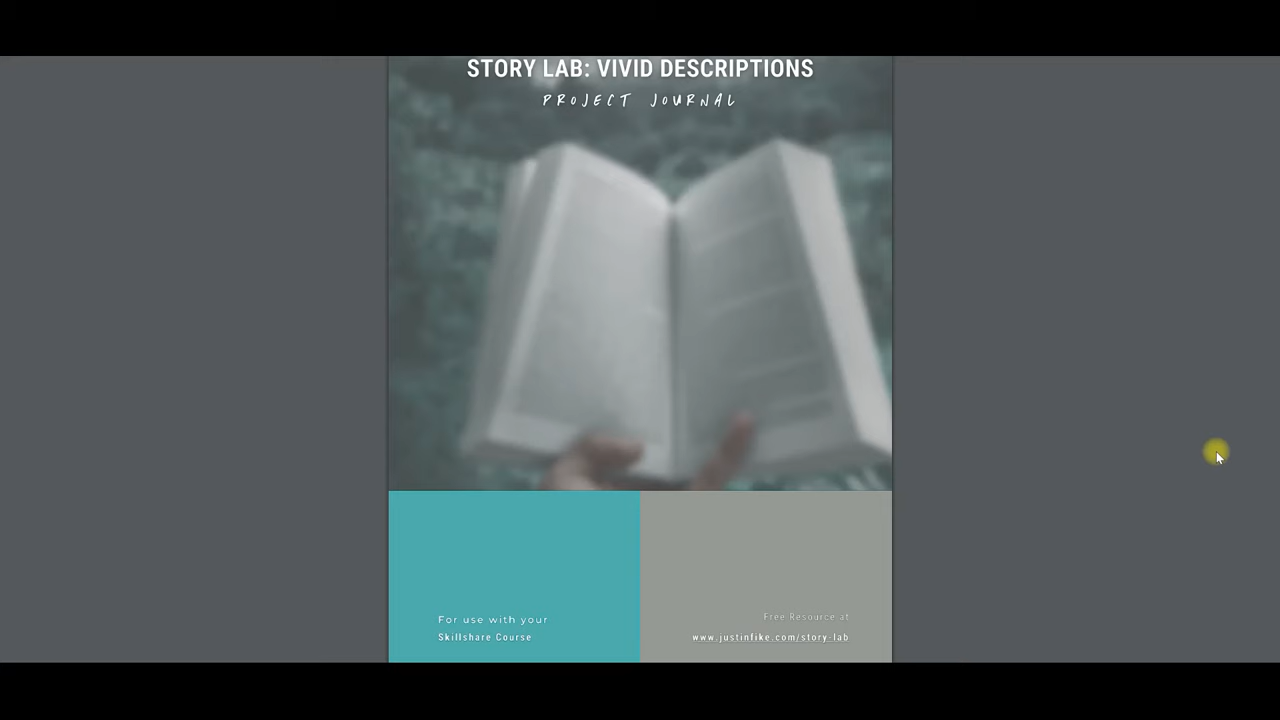 STORY LAB: VIVID DESCRIPTIONS
PROJECT JOURNAL
For use with your
Skillshare Course
Free Resource at
www.justinfike.com/story-lab